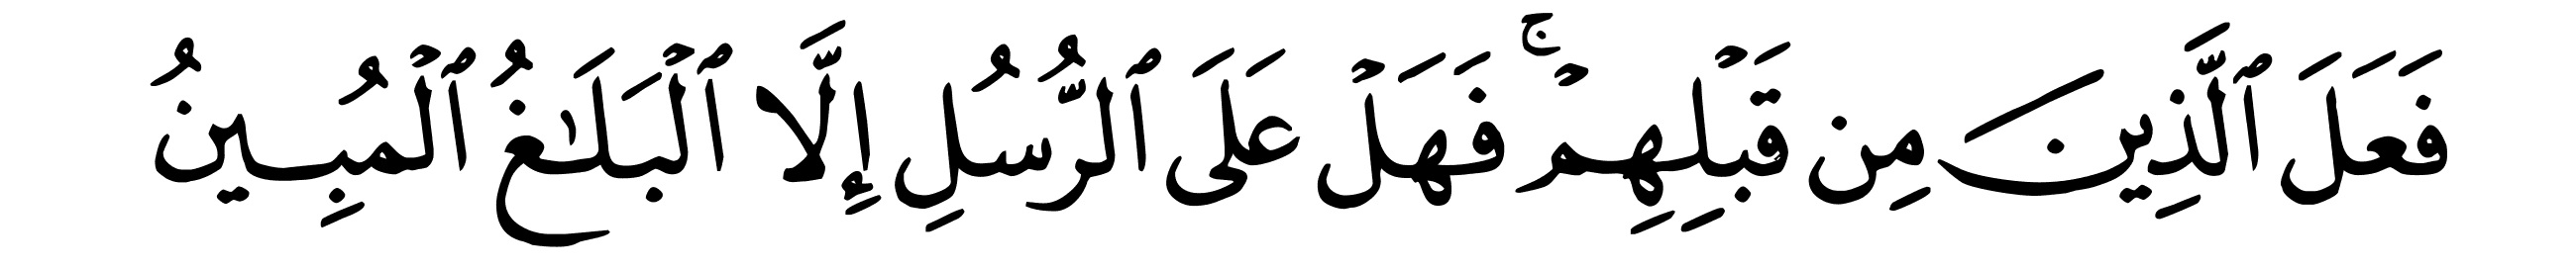 فَعَلَ ٱلَّذِينَ مِن قَبْلِهِمْ ۚ فَهَلْ عَلَى ٱلرُّسُلِ إِلَّا ٱلْبَلَـٰغُ ٱلْمُبِينُ